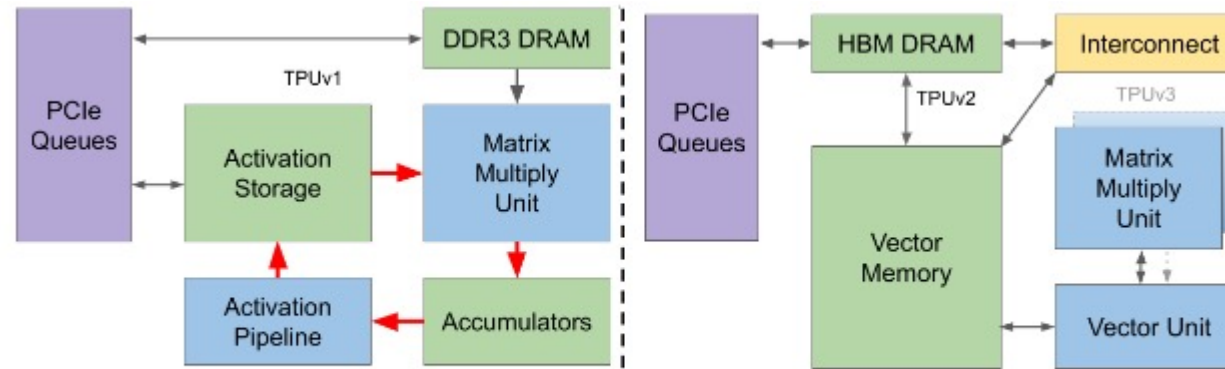 PCIe
Queues
DDR3 DRAM
TPUv1
Activation
Storage
Matrix
Multiply
Unit
Activation
Pipeline
Accumulators
PCIe
Queues
HBM DRAM
Interconnect
TPUv2
TPUv3
Vector
Memory
Matrix
Multiply
Unit
Vector Unit